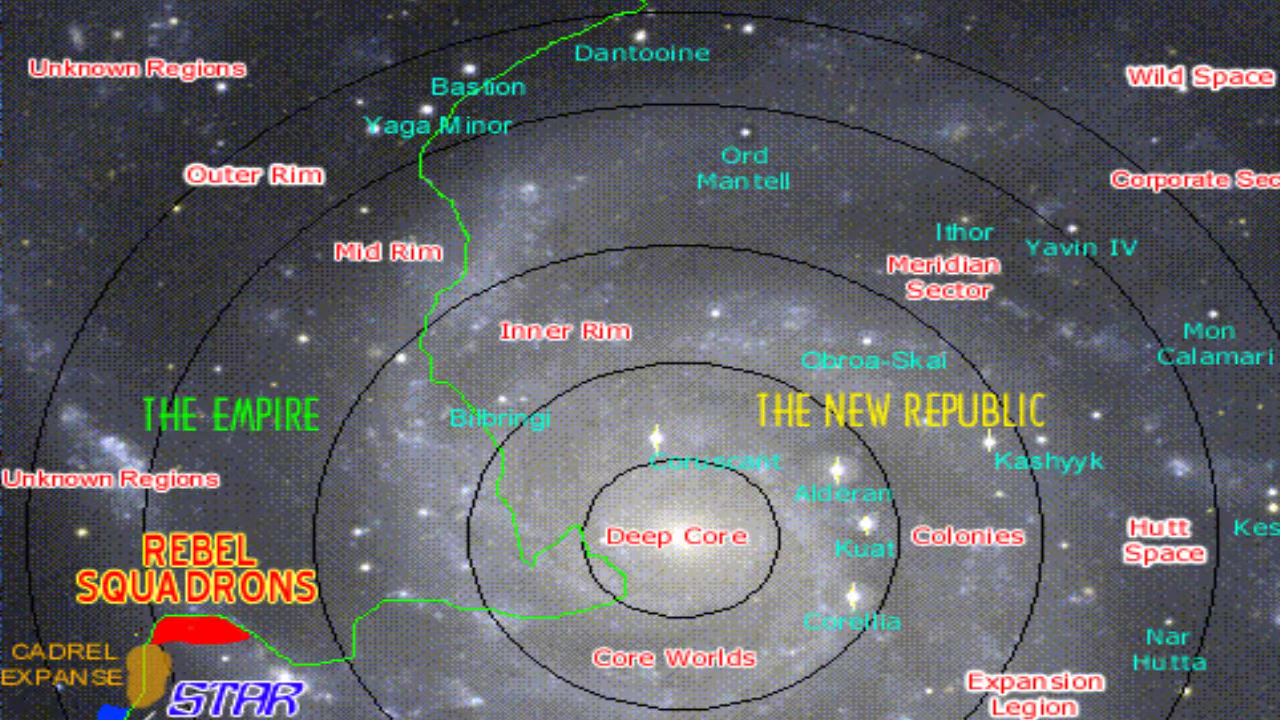 Dantooine
Unknown Regions
Wild Space
Bastion
Yaga Minor
Ord
Mantell
Outer Rim
Corporate Sec
Ithor
Yavin IV
Mid Rim
Meridian
Sector
Inner Rim
Mon
Calamari
Obroa-Skai
THE EMPIRE
THE NEW REPUBLIC
Bilbringi
Coruscant
Kashyyk
Unknown Regions
Alderan
Deep Core
Kuat
Colonies
Hutt
Space
Kes
REBEL
SQUADRONS
Corellia
CADREL
EXPANSE
Core Worlds
Nar
Hutta
STAR
Expansion
Legion